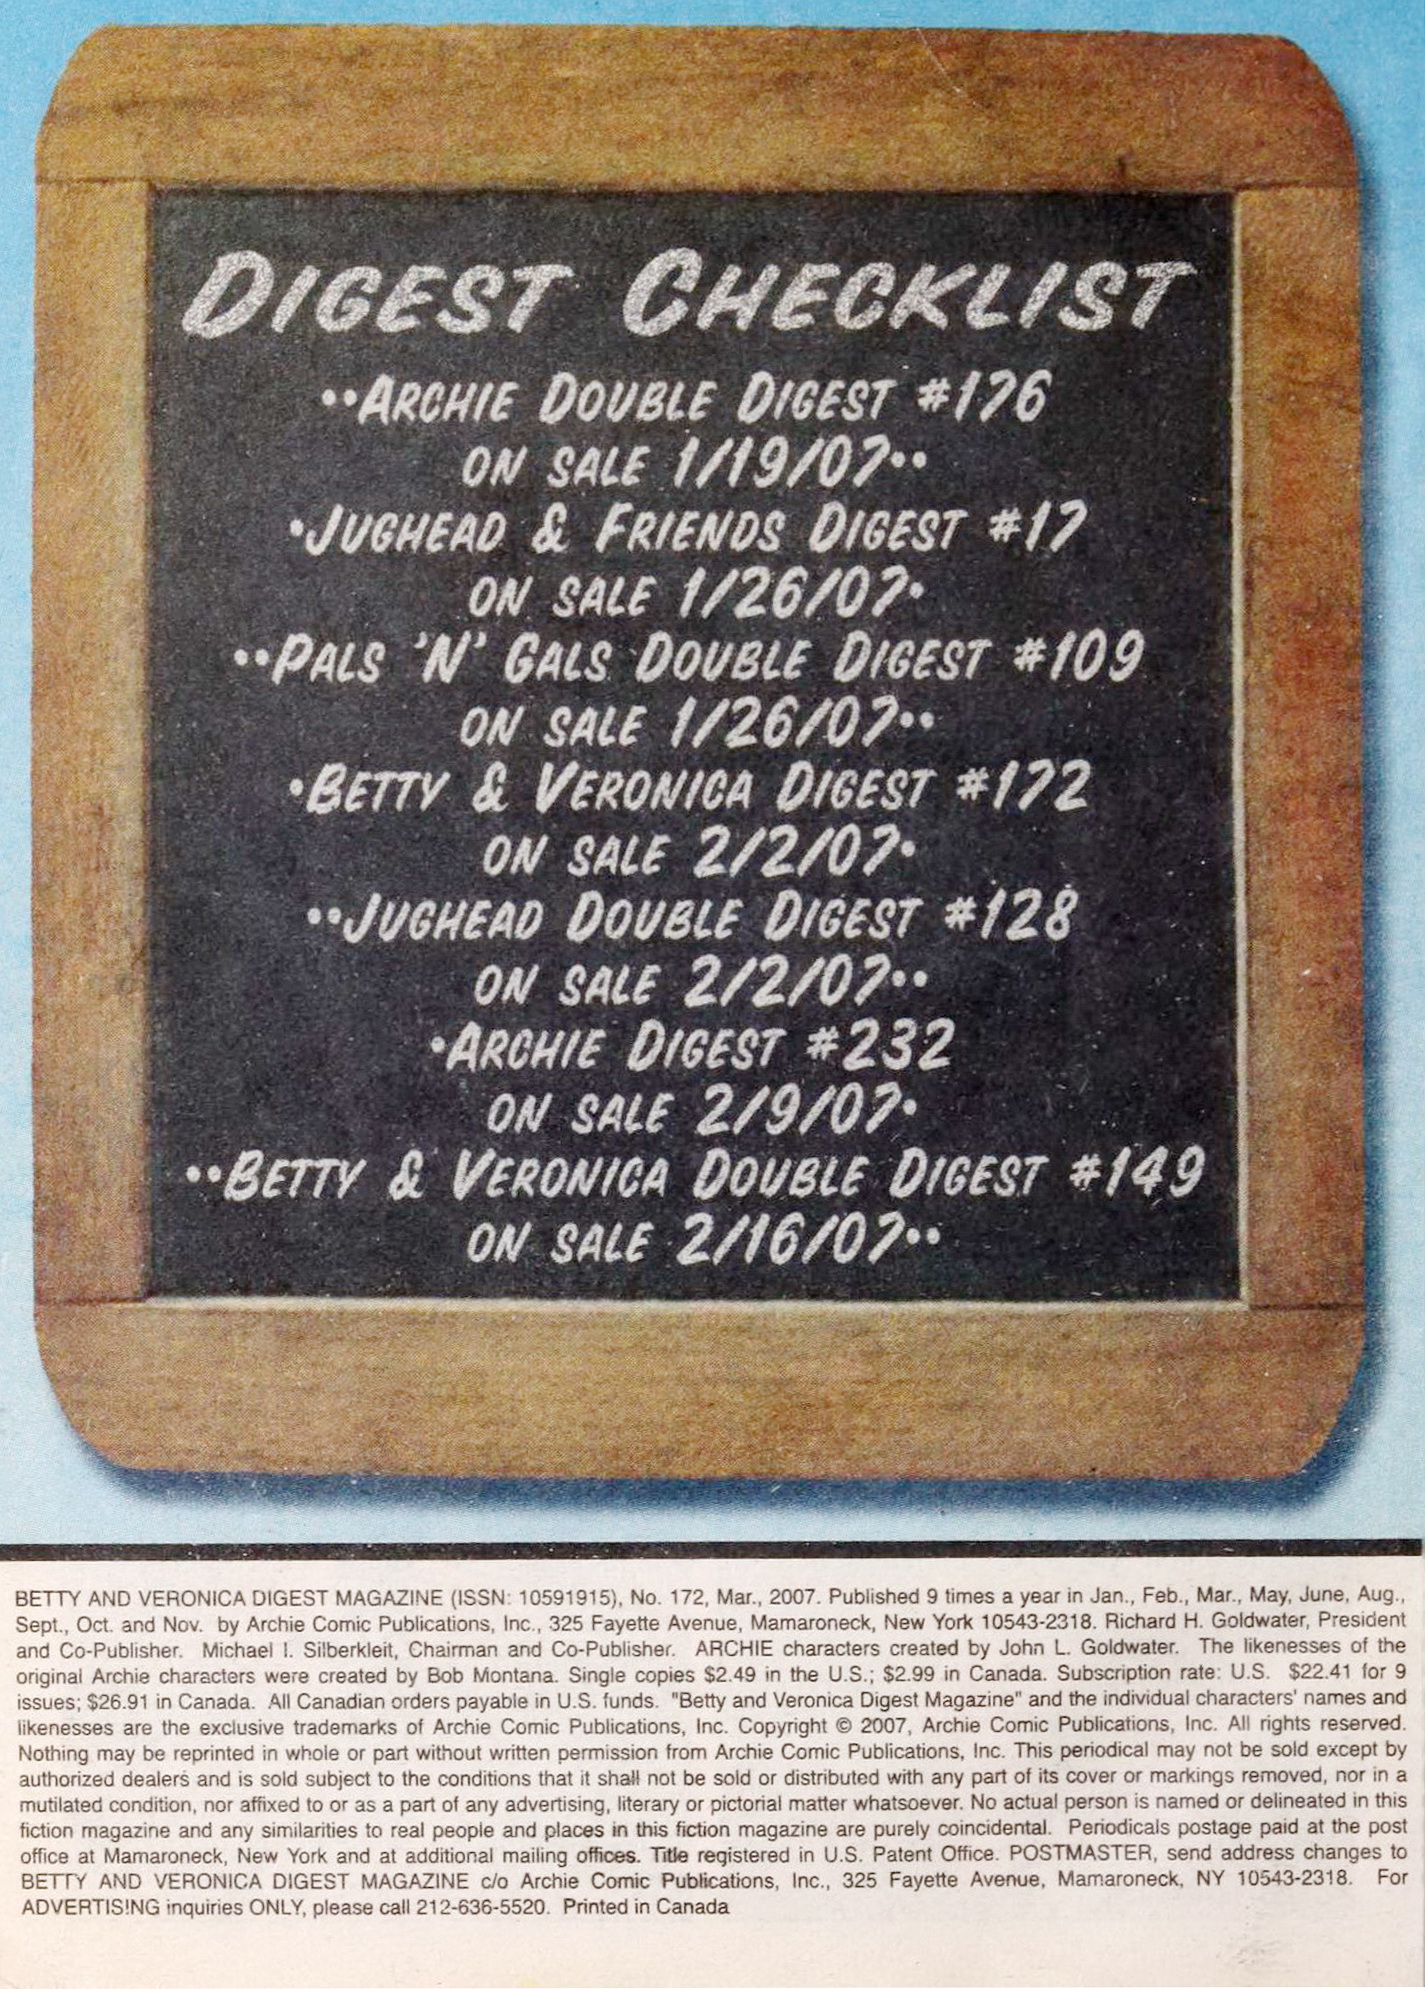 DIGEST CHECKLIST
••ARCHIE DOUBLE DIGEST #176
ON SALE 1/19/07••
•JUGHEAD & FRIENDS DIGEST #17
ON SALE 1/26/07•
••PALS 'N' GALS DOUBLE DIGEST #109
ON SALE 1/26/07••
•BETTY & VERONICA DIGEST #172
ON SALE 2/2/07•
••JUGHEAD DOUBLE DIGEST #128
ON SALE 2/2/07••
•ARCHIE DIGEST #232
ON SALE 2/9/07•
••BETTY & VERONICA DOUBLE DIGEST #149
ON SALE 2/16/07••
BETTY AND VERONICA DIGEST MAGAZINE (ISSN: 10591915), No. 172, Mar., 2007. Published 9 times a year in Jan., Feb., Mar., May, June, Aug.,
Sept., Oct. and Nov. by Archie Comic Publications, Inc., 325 Fayette Avenue, Mamaroneck, New York 10543-2318. Richard H. Goldwater, President
and Co-Publisher. Michael I. Silberkleit, Chairman and Co-Publisher. ARCHIE characters created by John L. Goldwater. The likenesses of the
original Archie characters were created by Bob Montana. Single copies $2.49 in the U.S.; $2.99 in Canada. Subscription rate: U.S. $22.41 for 9
issues; $26.91 in Canada. All Canadian orders payable in U.S. funds. "Betty and Veronica Digest Magazine" and the individual characters' names and
likenesses are the exclusive trademarks of Archie Comic Publications, Inc. Copyright © 2007, Archie Comic Publications, Inc. All rights reserved.
Nothing may be reprinted in whole or part without written permission from Archie Comic Publications, Inc. This periodical may not be sold except by
authorized dealers and is sold subject to the conditions that it shall not be sold or distributed with any part of its cover or markings removed, nor in a
mutilated condition, nor affixed to or as a part of any advertising, literary or pictorial matter whatsoever. No actual person is named or delineated in this
fiction magazine and any similarities to real people and places in this fiction magazine are purely coincidental. Periodicals postage paid at the post
office at Mamaroneck, New York and at additional mailing offices. Title registered in U.S. Patent Office. POSTMASTER, send address changes to
BETTY AND VERONICA DIGEST MAGAZINE c/o Archie Comic Publications, Inc., 325 Fayette Avenue, Mamaroneck, NY 10543-2318. For
ADVERTISING inquiries ONLY, please call 212-636-5520. Printed in Canada